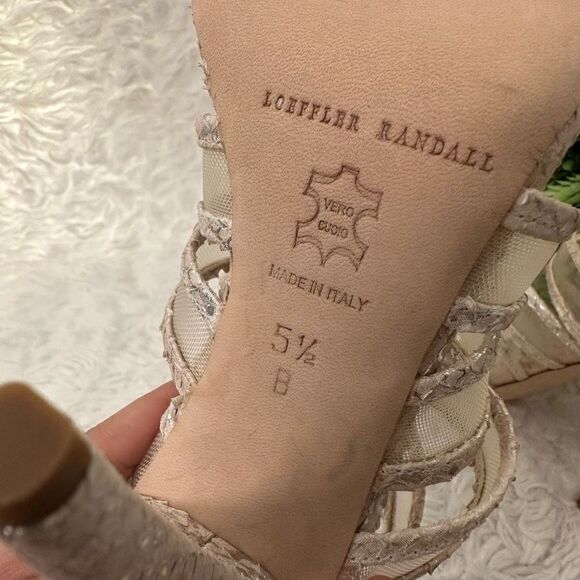 LOEFFLER RANDALL
VERO
CUOIO
MADE IN ITALY
5½
B